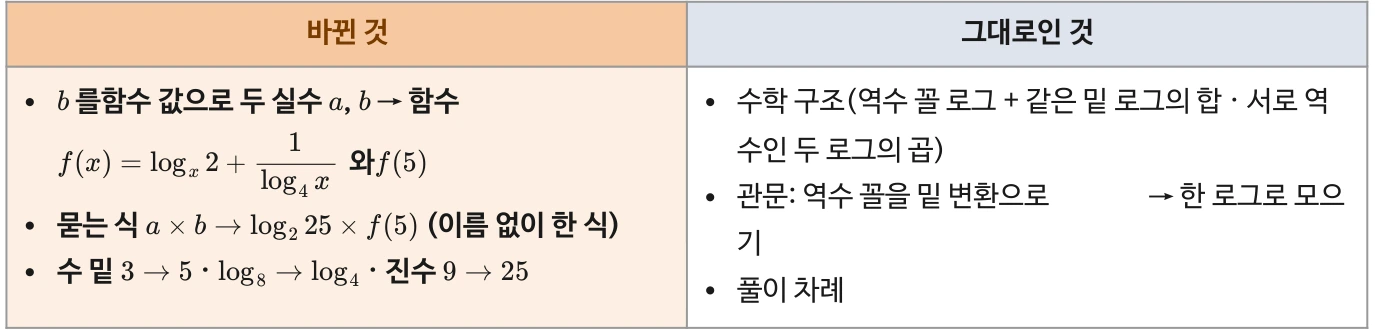 바뀐 것
그대로인 것
• b 를함수 값으로 두 실수 a, b → 함수
f(x) = log_x 2 + 1/(log_4 x) 와f(5)
• 묻는 식 a × b → log_2 25 × f(5) (이름 없이 한 식)
• 수 밑 3 → 5 · log_8 → log_4 · 진수 9 → 25
• 수학 구조(역수 꼴 로그 + 같은 밑 로그의 합 · 서로 역
수인 두 로그의 곱)
• 관문: 역수 꼴을 밑 변환으로 → 한 로그로 모으
기
• 풀이 차례